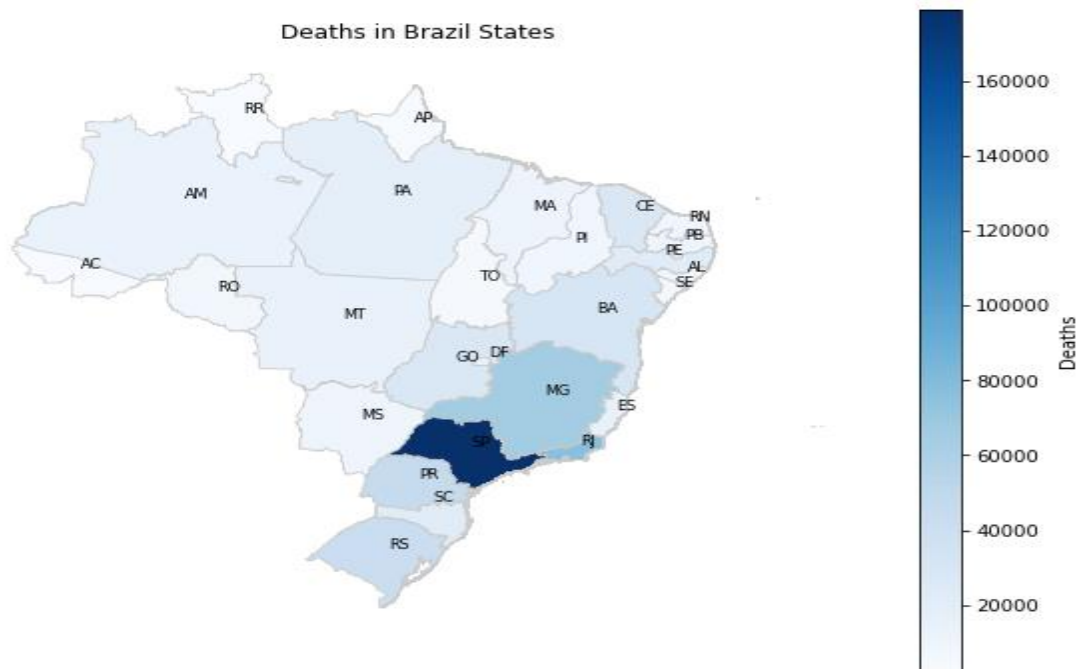 Deaths in Brazil States
RR
AP
AM
PA
MA
CE
RN
PI
PB
PE
AC
AL
TO
SE
RO
BA
MT
GO
DF
MG
MS
ES
SP
RJ
PR
SC
RS
160000
140000
120000
100000
80000
60000
40000
20000
Deaths